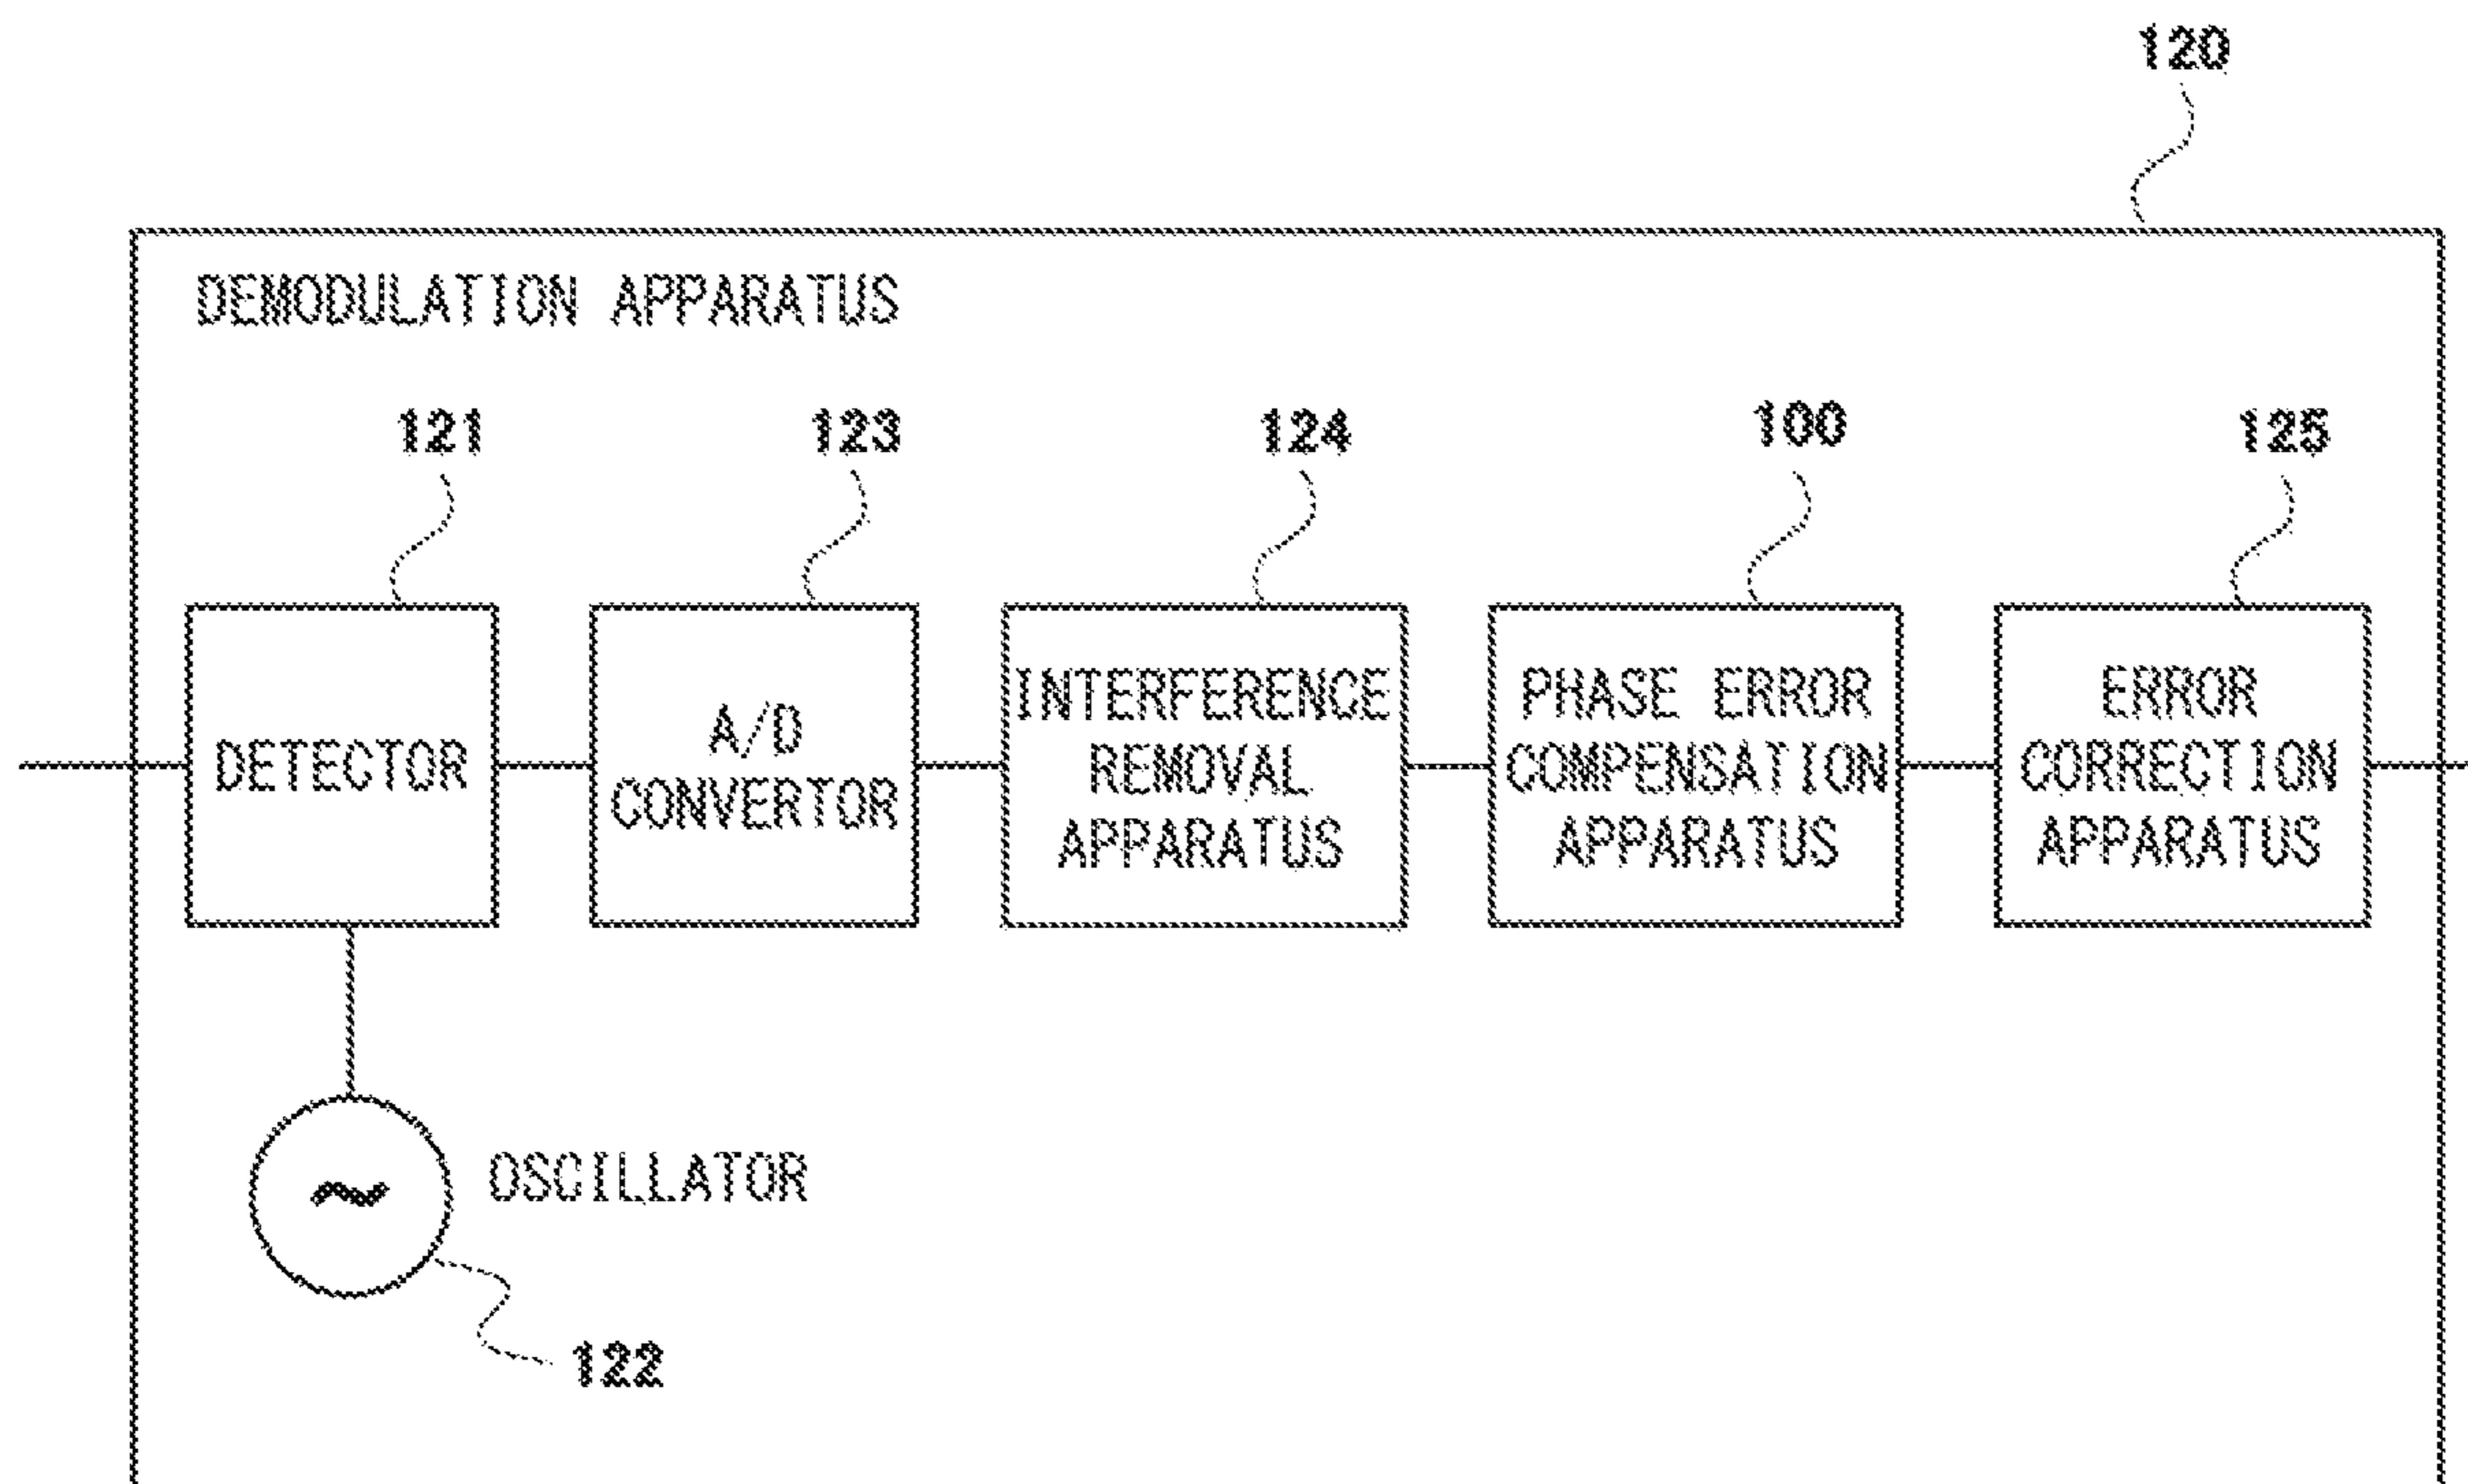 120
DEMODULATION APPARATUS
121
123
124
100
125
DETECTOR
A/D
CONVERTOR
INTERFERENCE
REMOVAL
APPARATUS
PHASE ERROR
COMPENSATION
APPARATUS
ERROR
CORRECTION
APPARATUS
~
OSCILLATOR
122